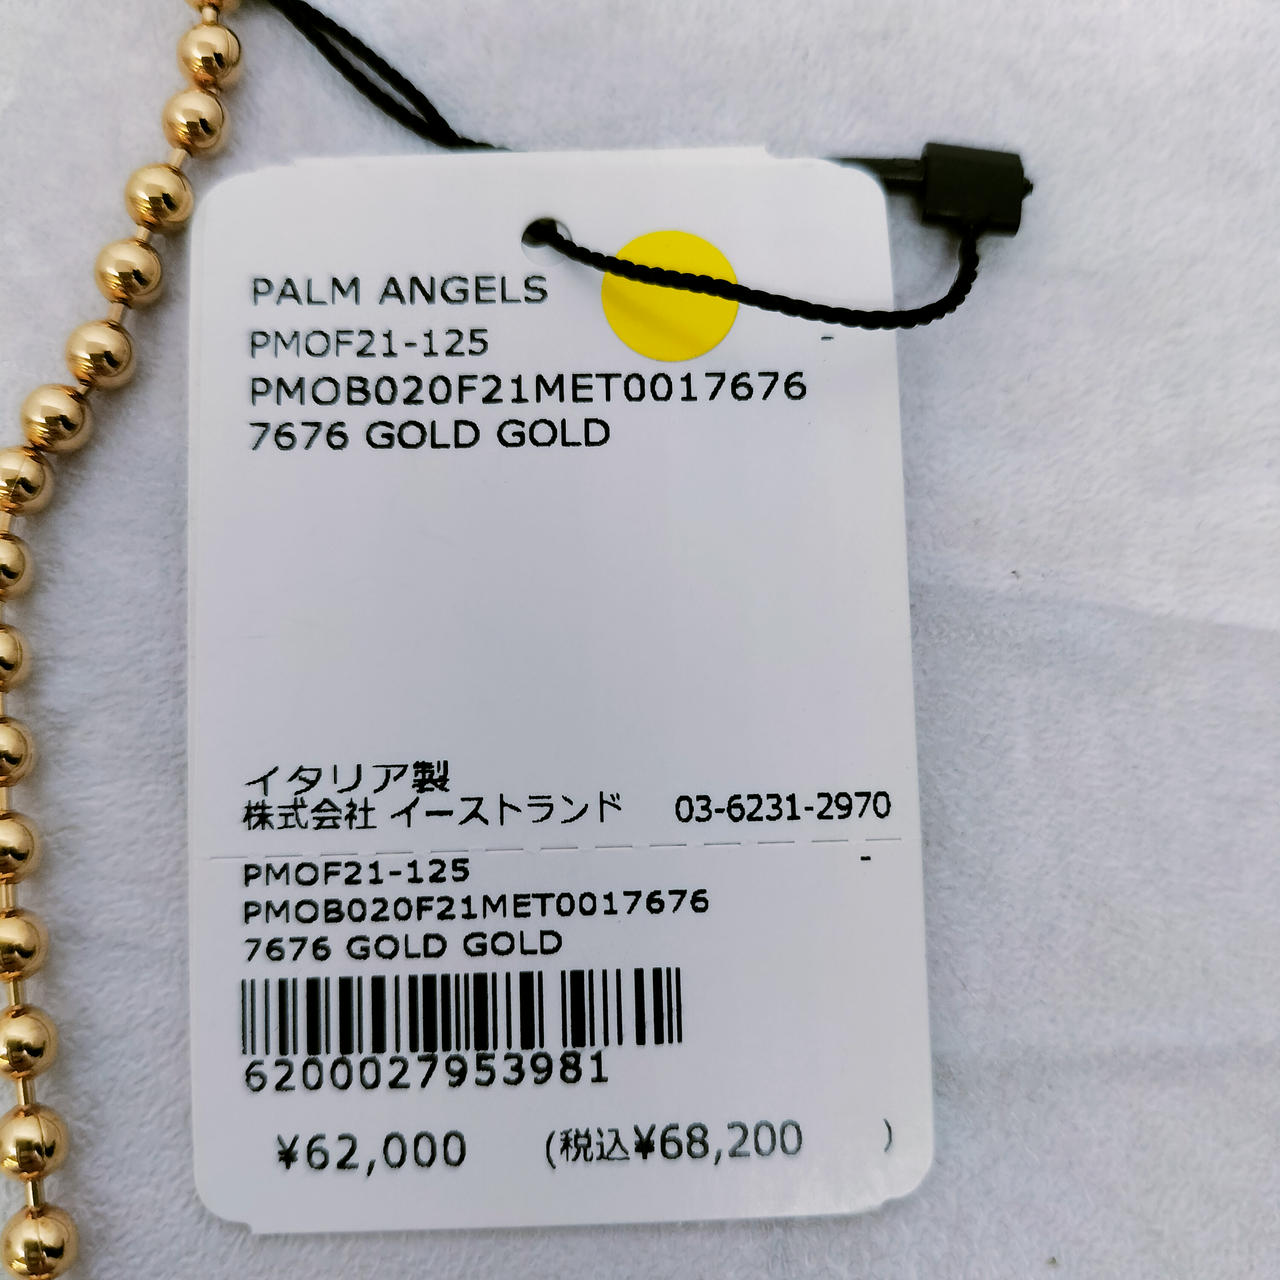 PALM ANGELS
PMOF21-125 -
PMOB020F21MET0017676
7676 GOLD GOLD
イタリア製
株式会社 イーストランド 03-6231-2970
PMOF21-125 -
PMOB020F21MET0017676
7676 GOLD GOLD
6200027953981
¥62,000 (税込¥68,200 )